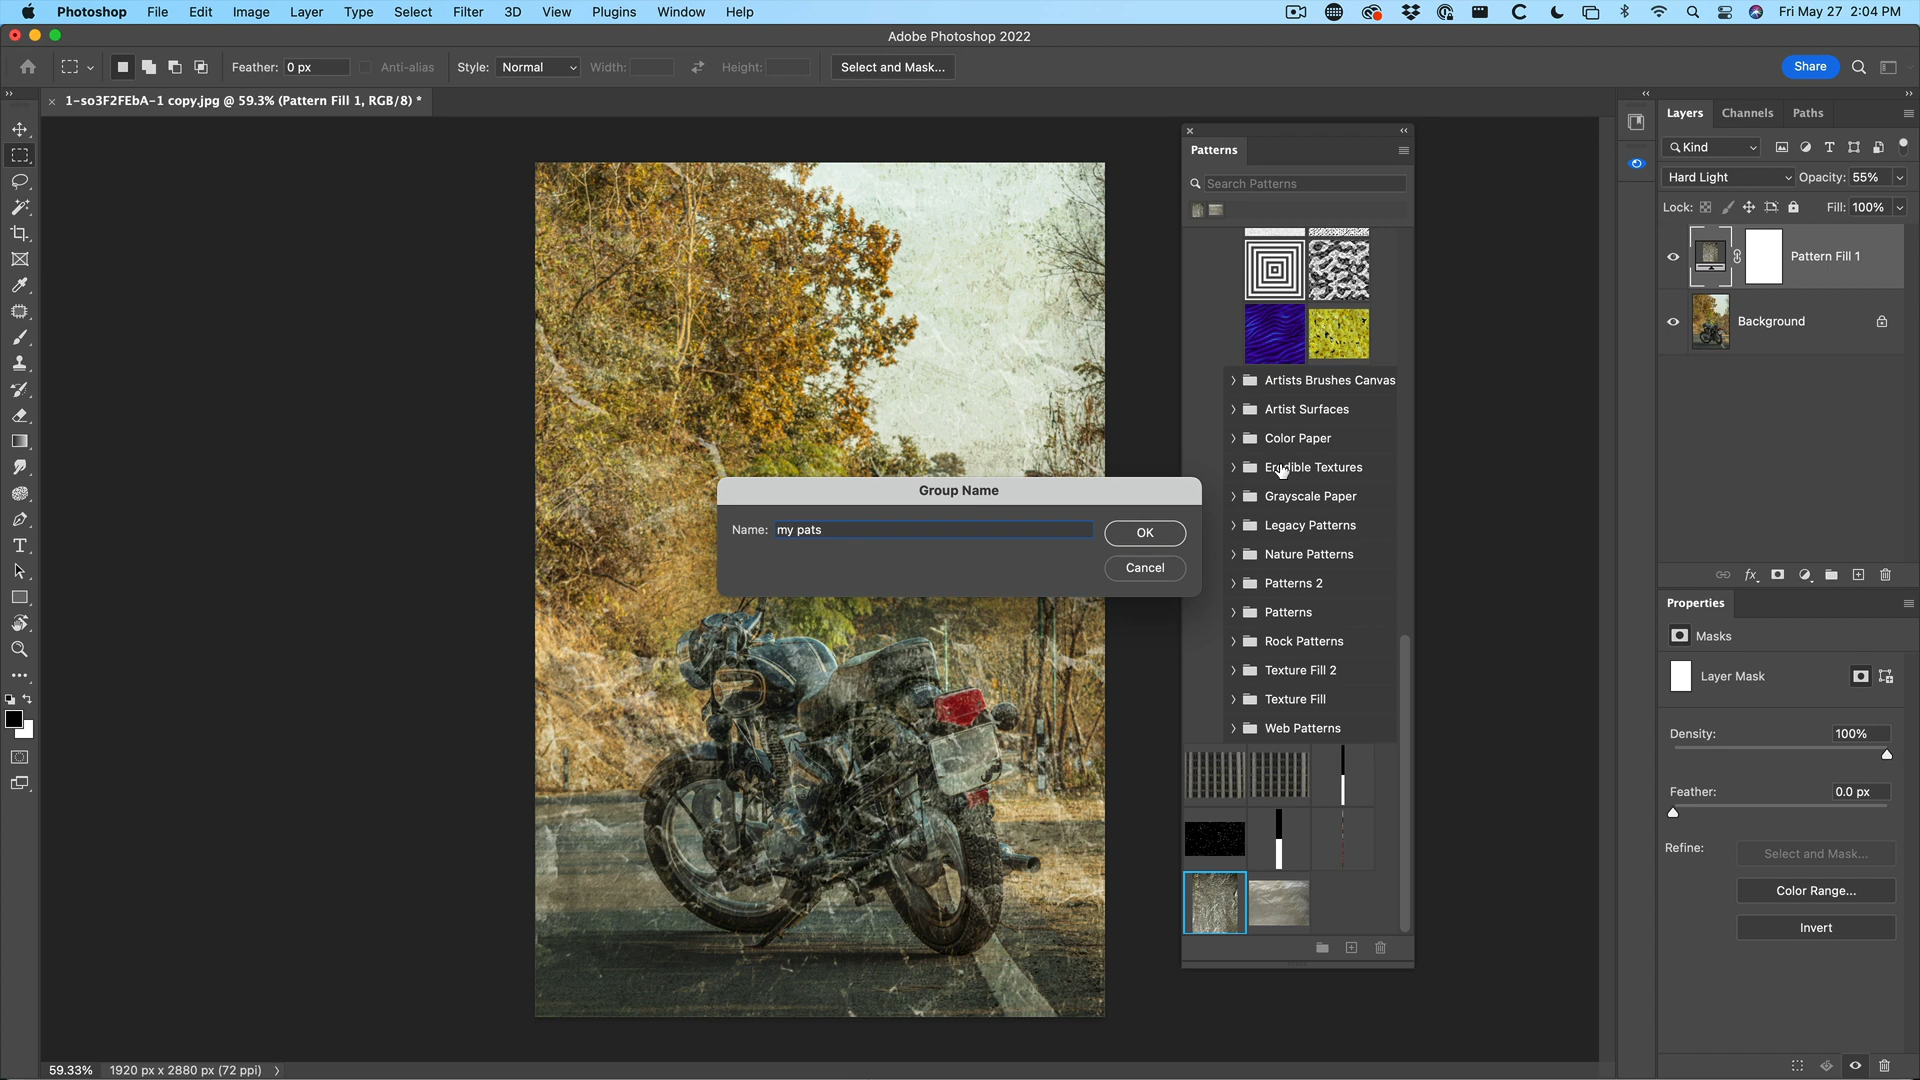 Photoshop File Edit Image Layer Type Select Filter 3D View Plugins Window Help Fri May 27 2:04 PM
Adobe Photoshop 2022
Feather: 0 px Anti-alias Style: Normal Width: Height: Select and Mask... Share
1-so3F2FEbA-1 copy.jpg @ 59.3% (Pattern Fill 1, RGB/8) *
Patterns
Search Patterns
Artists Brushes Canvas
Artist Surfaces
Color Paper
Erodible Textures
Grayscale Paper
Legacy Patterns
Nature Patterns
Patterns 2
Patterns
Rock Patterns
Texture Fill 2
Texture Fill
Web Patterns
Group Name
Name: my pats
OK
Cancel
Layers Channels Paths
Kind
Hard Light Opacity: 55%
Lock: Fill: 100%
Pattern Fill 1
Background
fx
Properties
Masks
Layer Mask
Density: 100%
Feather: 0.0 px
Refine: Select and Mask...
Color Range...
Invert
59.33% 1920 px x 2880 px (72 ppi)